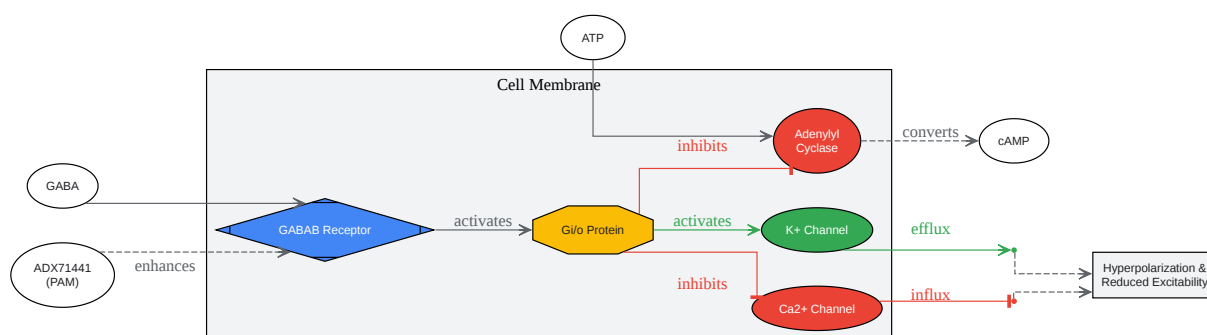 ATP
Cell Membrane
Adenylyl
Cyclase
inhibits
converts
cAMP
GABA
GABAB Receptor
activates
Gi/o Protein
activates
K+ Channel
efflux
ADX71441
(PAM)
enhances
inhibits
Ca2+ Channel
influx
Hyperpolarization &
Reduced Excitability